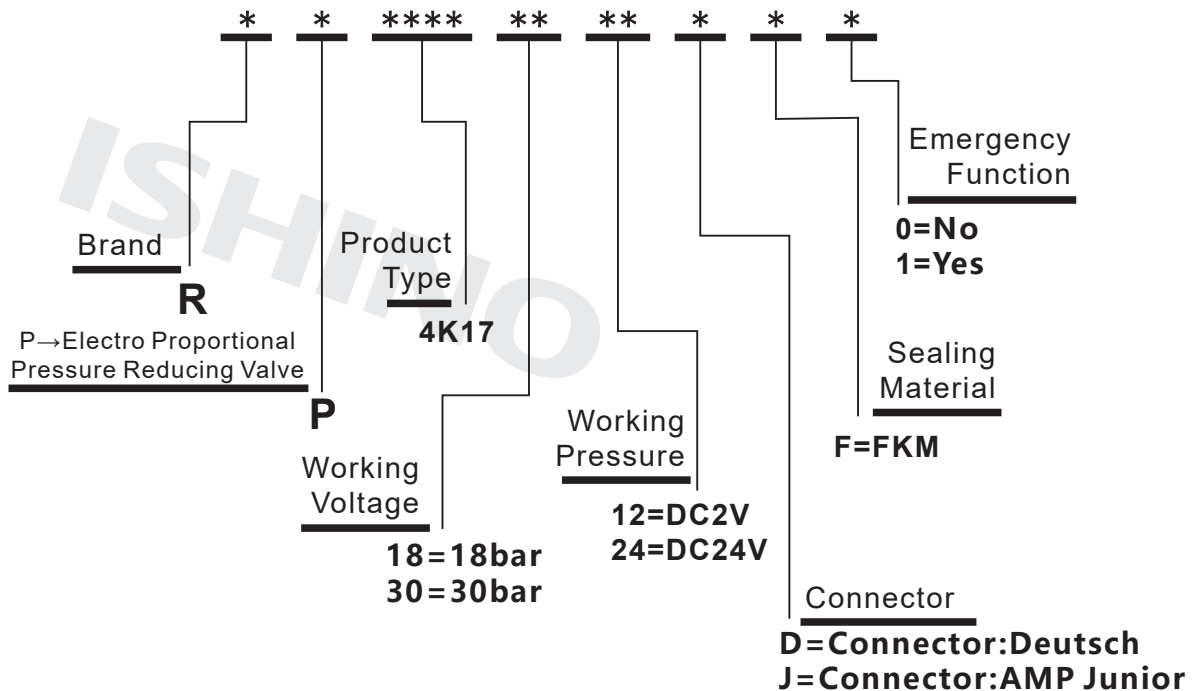 * * **** ** ** * * *
ISHINO
Emergency
Function
0=No
1=Yes
Brand
R
Product
Type
4K17
P→Electro Proportional
Pressure Reducing Valve
P
Sealing
Material
F=FKM
Working
Pressure
12=DC2V
24=DC24V
Working
Voltage
18=18bar
30=30bar
Connector
D=Connector:Deutsch
J=Connector:AMP Junior